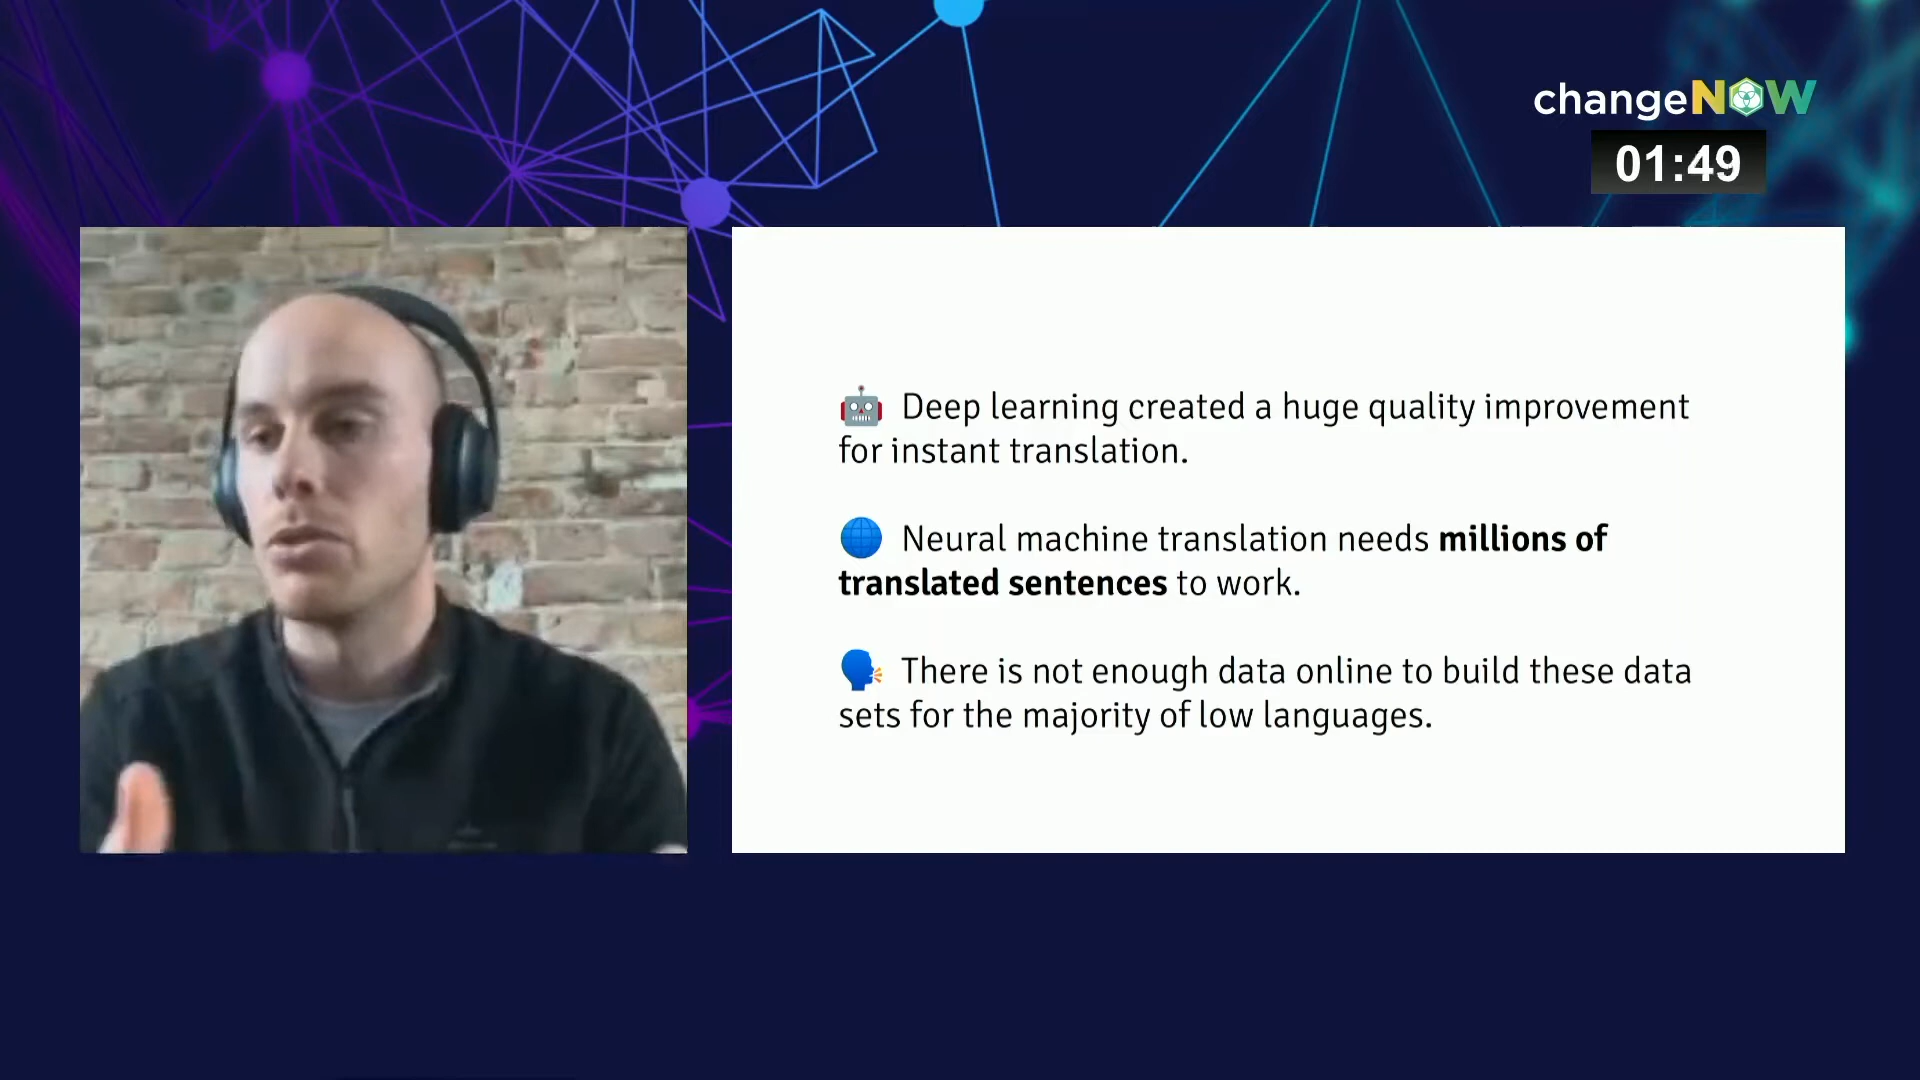 changeNOW
01:49
Deep learning created a huge quality improvement
for instant translation.
Neural machine translation needs millions of
translated sentences to work.
There is not enough data online to build these data
sets for the majority of low languages.